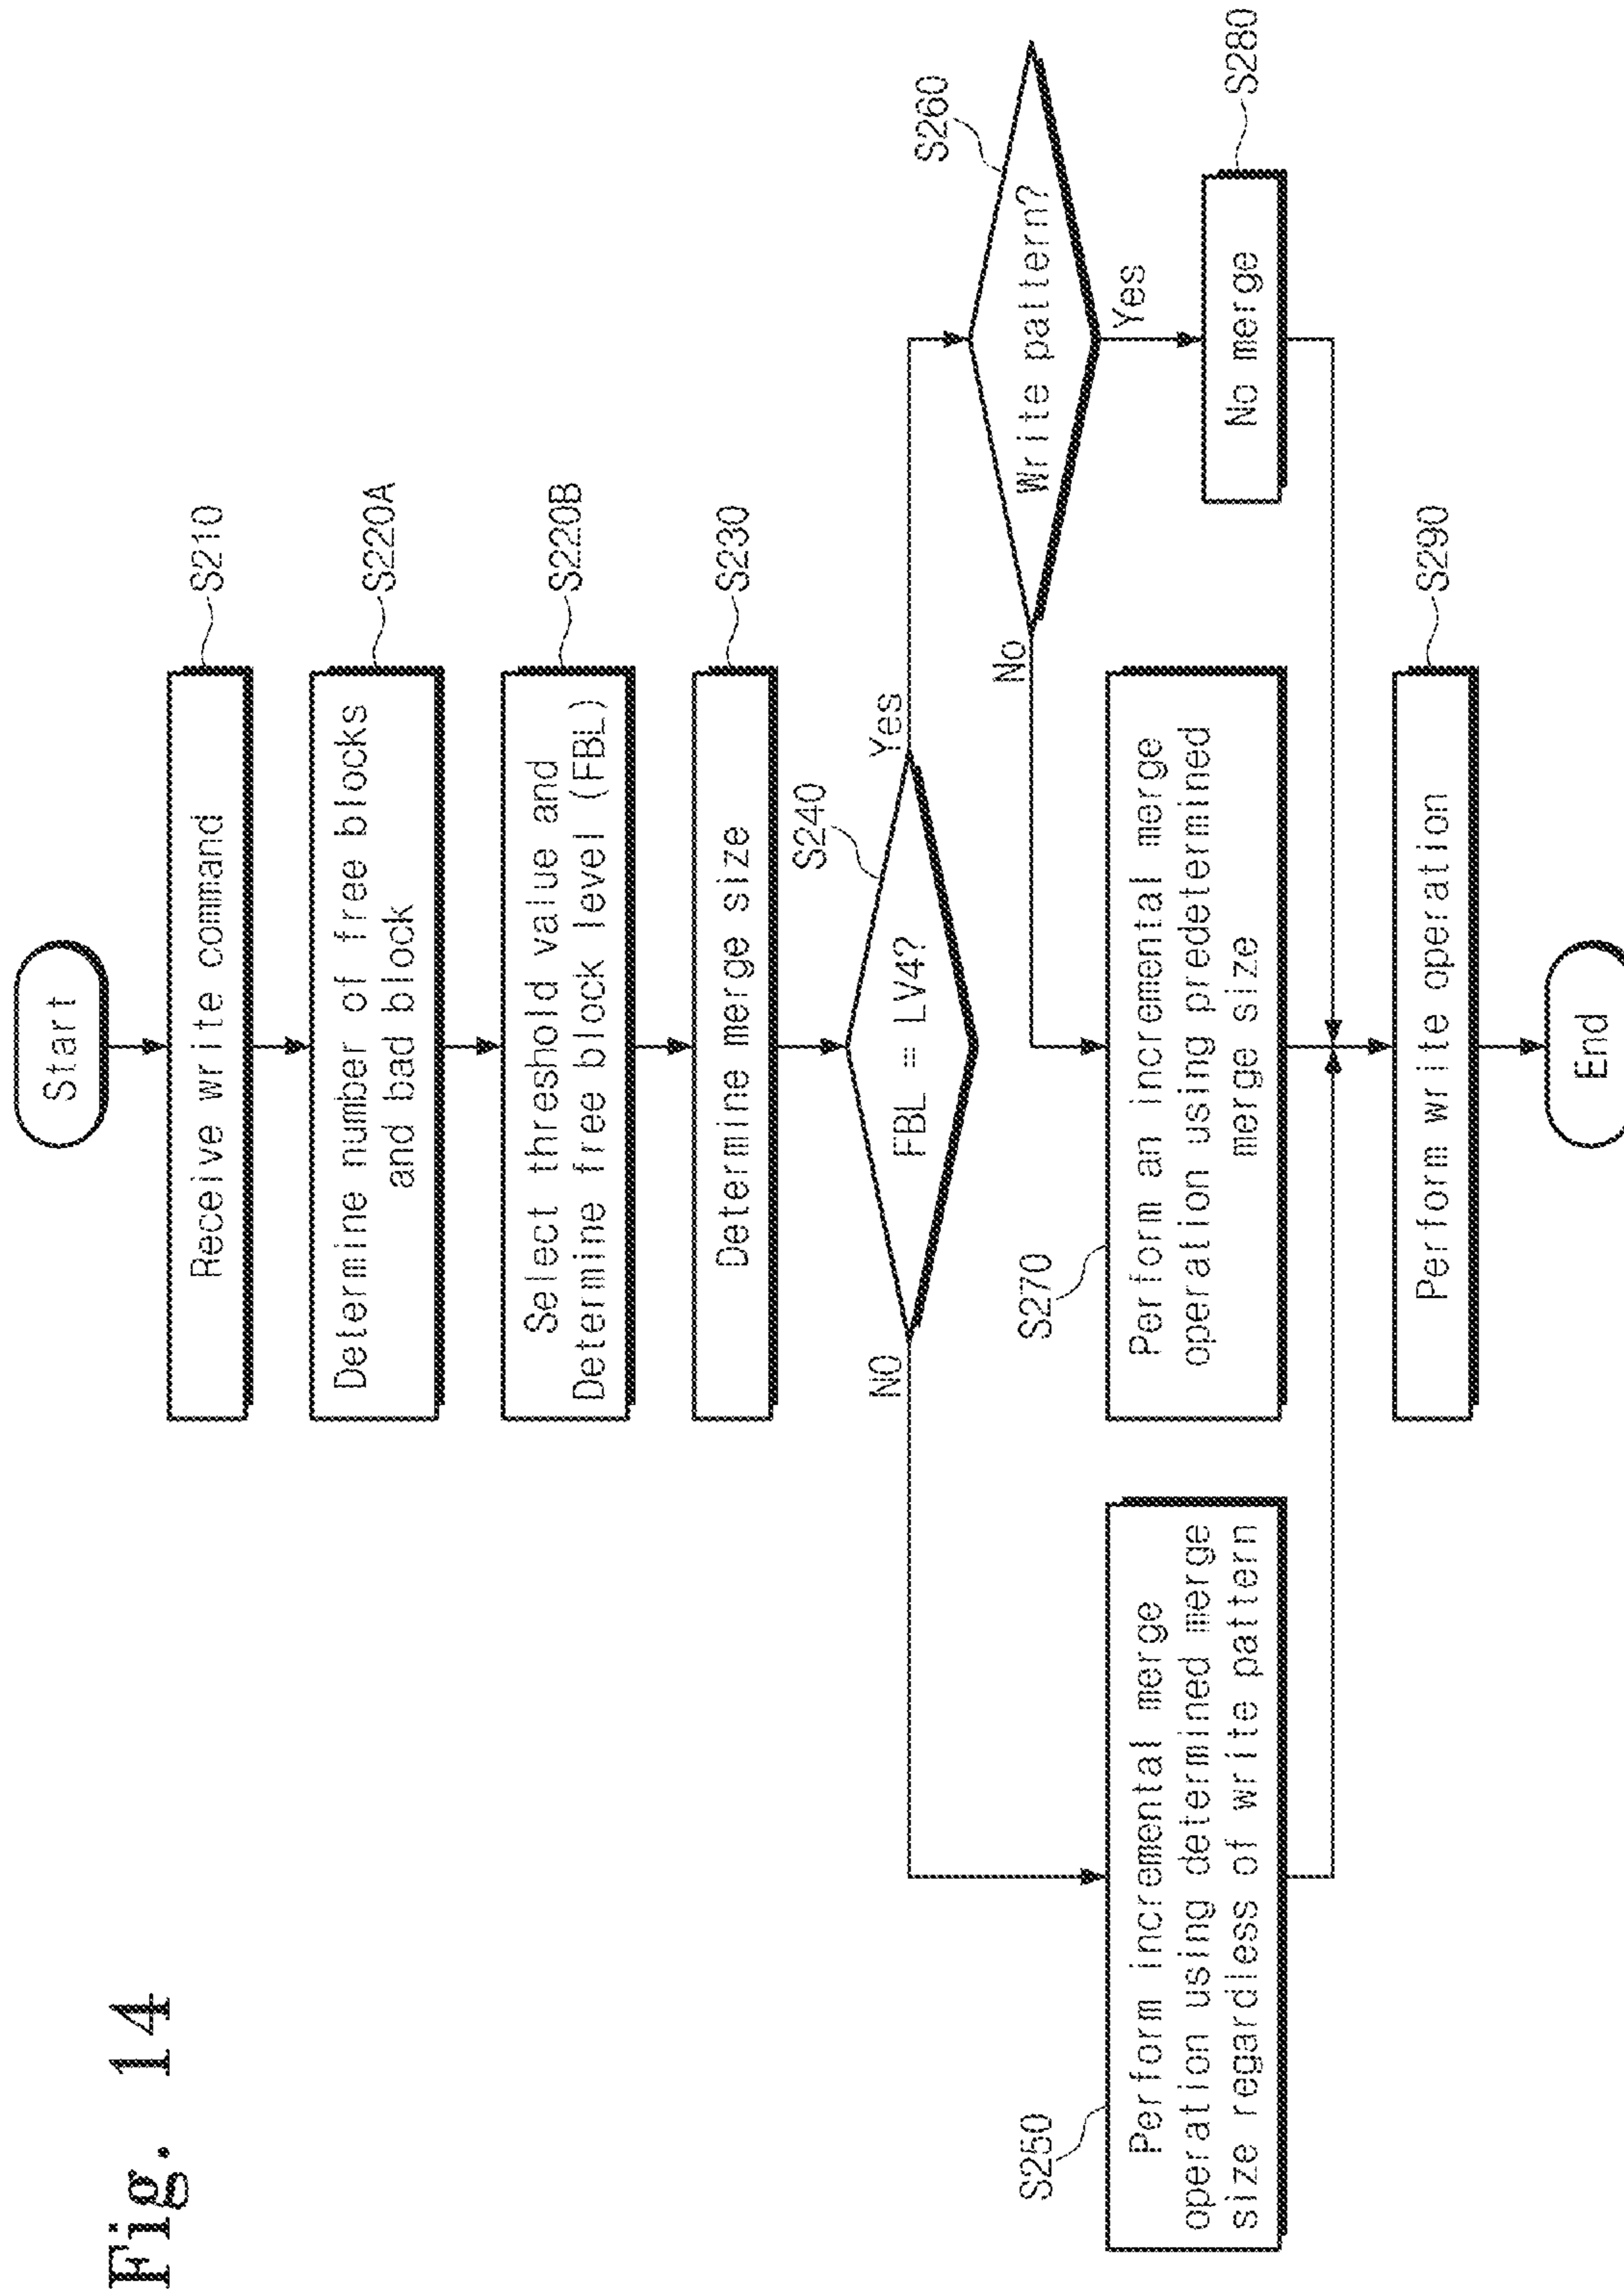 Fig. 14
Start
Receive write command
S210
Determine number of free blocks
and bad block
S220A
Select threshold value and
Determine free block level (FBL)
S220B
Determine merge size
S230
FBL = LV4?
S240
NO
Yes
Write pattern?
S260
No
Yes
S250
Perform incremental merge
operation using determined merge
size regardless of write pattern
S270
Perform an incremental merge
operation using predetermined
merge size
No merge
S280
Perform write operation
S290
End